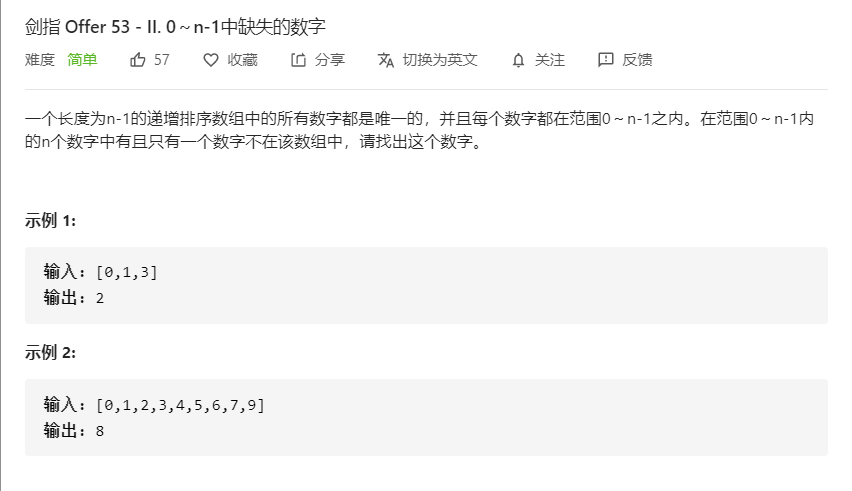 剑指 Offer 53 - II. 0～n-1中缺失的数字
难度 简单 57 收藏 分享 切换为英文 关注 反馈
一个长度为n-1的递增排序数组中的所有数字都是唯一的，并且每个数字都在范围0～n-1之内。在范围0～n-1内
的n个数字中有且只有一个数字不在该数组中，请找出这个数字。
示例 1:
输入: [0,1,3]
输出: 2
示例 2:
输入: [0,1,2,3,4,5,6,7,9]
输出: 8